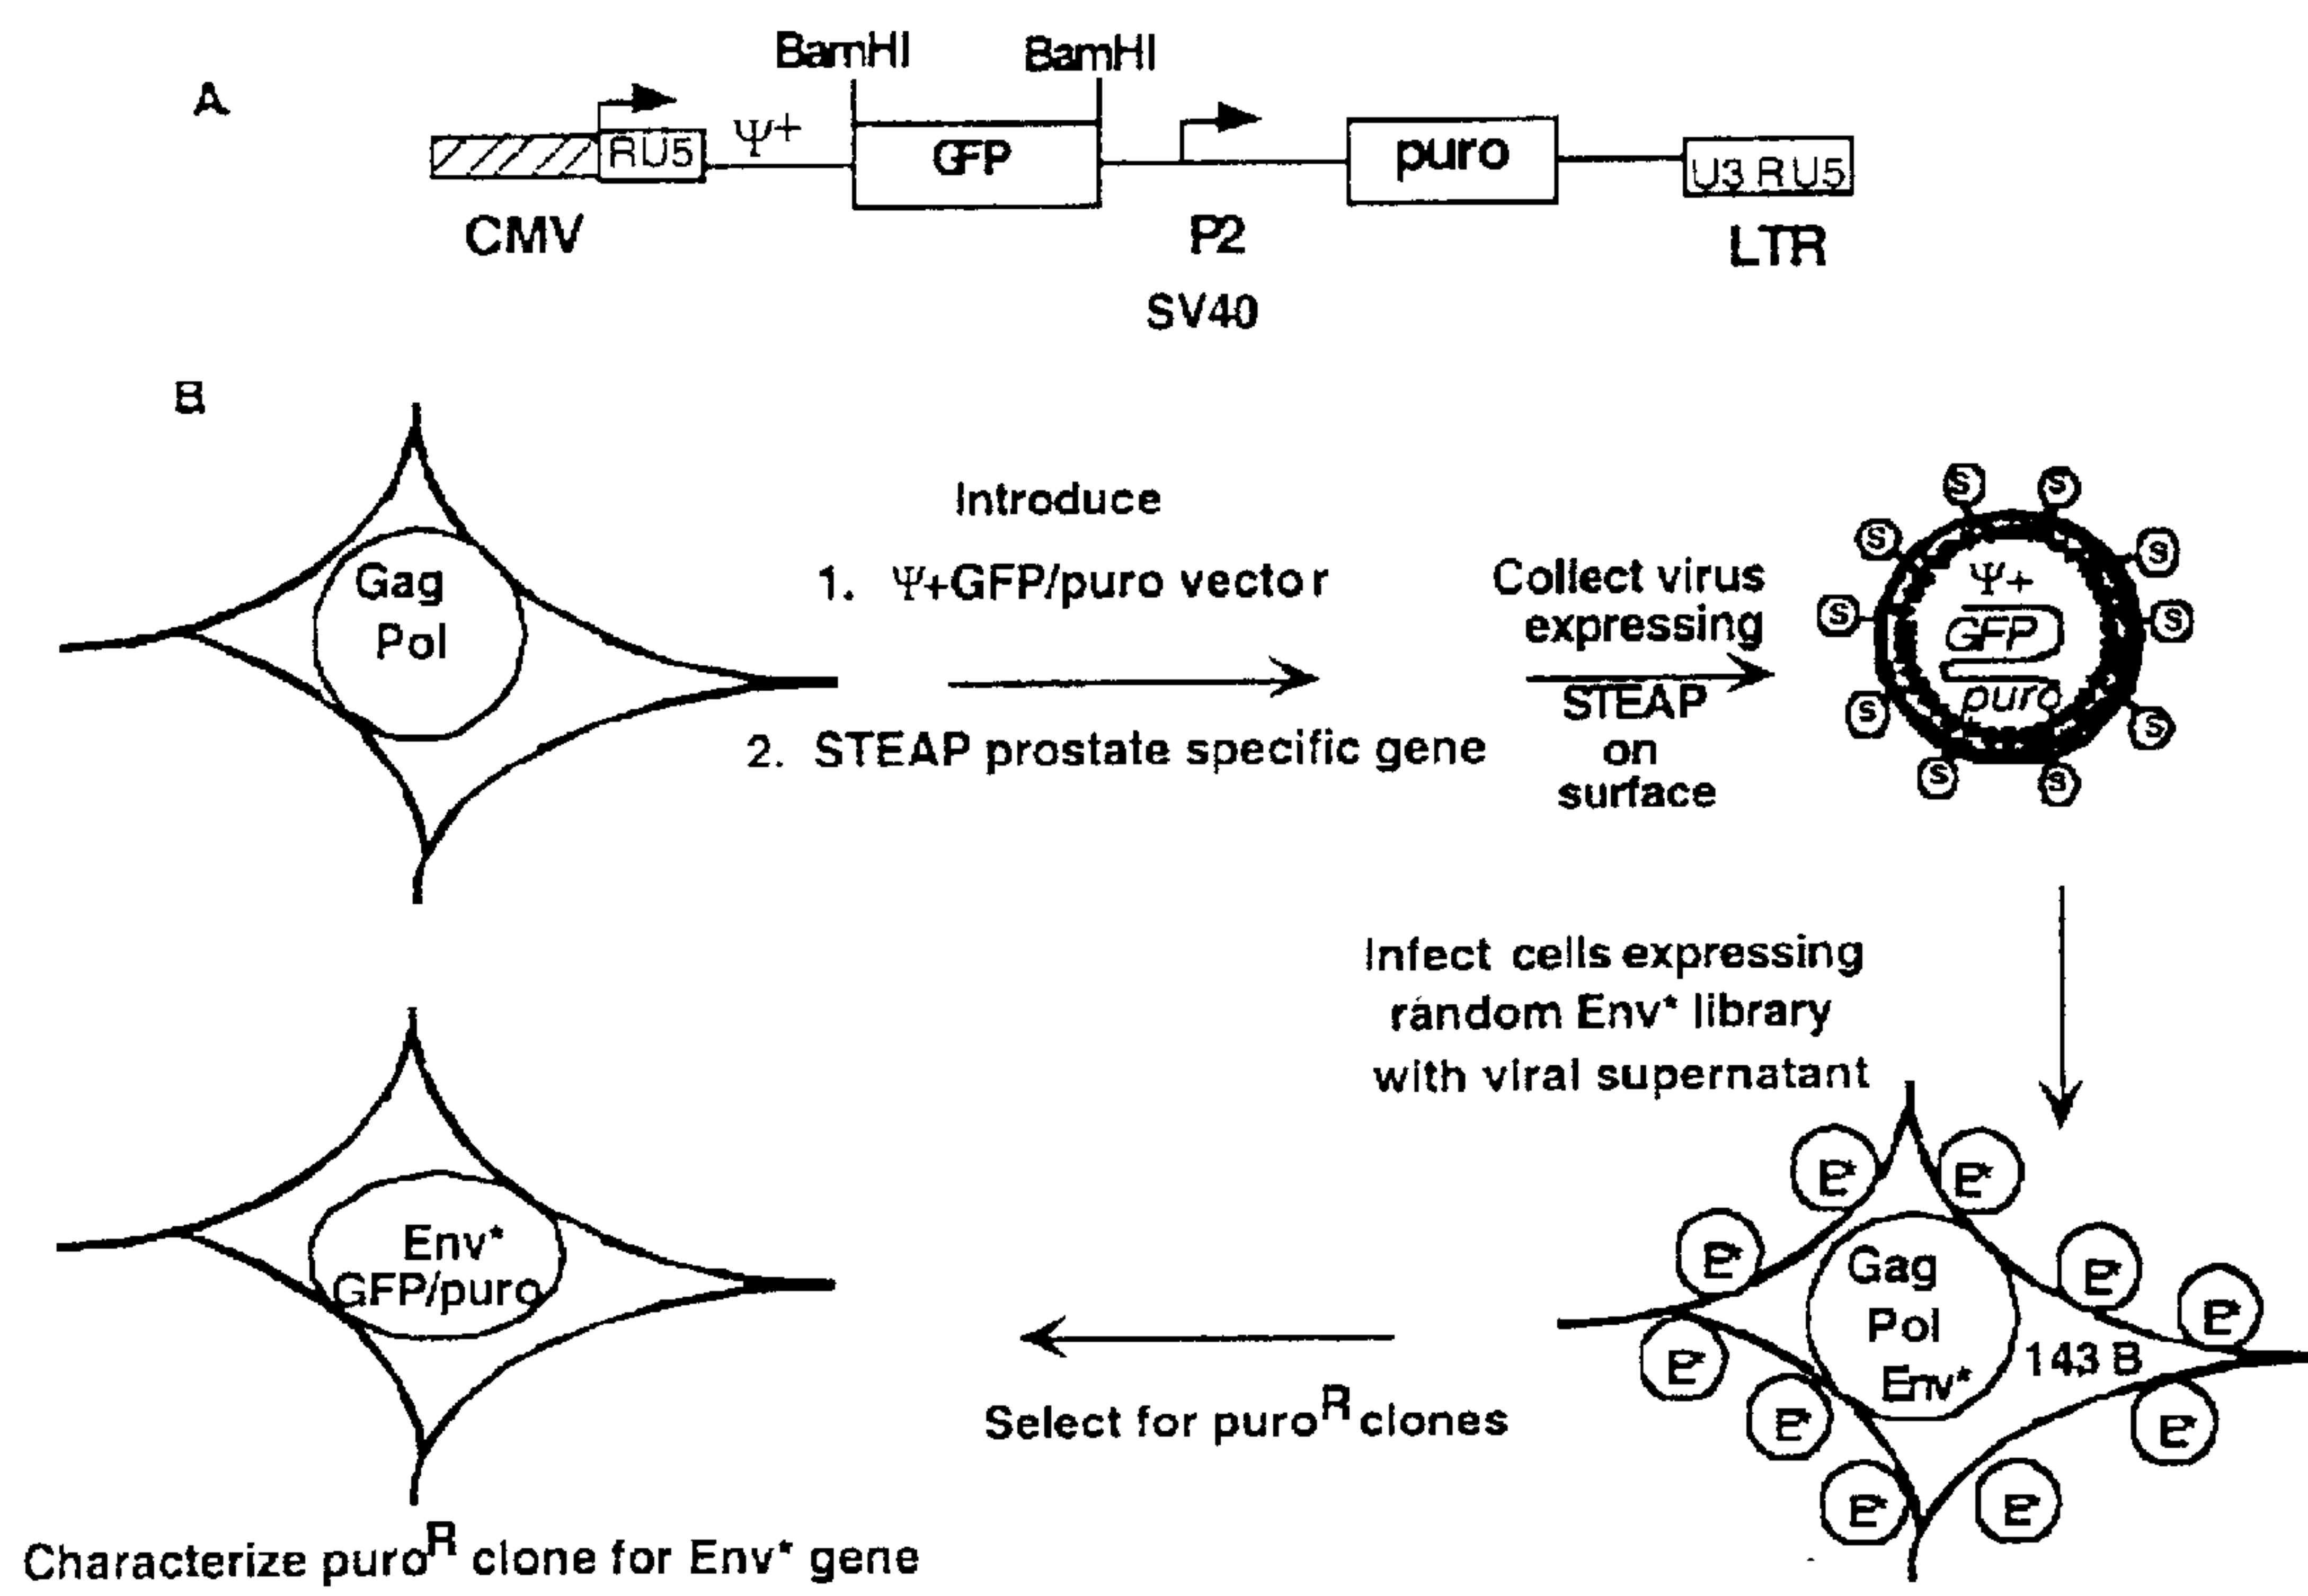 A
BamHI BamHI
RU5 Ψ+ GFP puro U3 RU5
CMV P2 LTR
SV40
B
Gag
Pol
Introduce
1. Ψ+GFP/puro vector
2. STEAP prostate specific gene
Collect virus
expressing
STEAP
on
surface
S S
S S
S S
S S
S S
Ψ+
GFP
puro
Infect cells expressing
random Env* library
with viral supernatant
E* E*
E* E*
E* E*
E* E*
E* E*
Gag
Pol
Env*
143 B
Select for puroR clones
Env*
GFP/puro
Characterize puroR clone for Env* gene